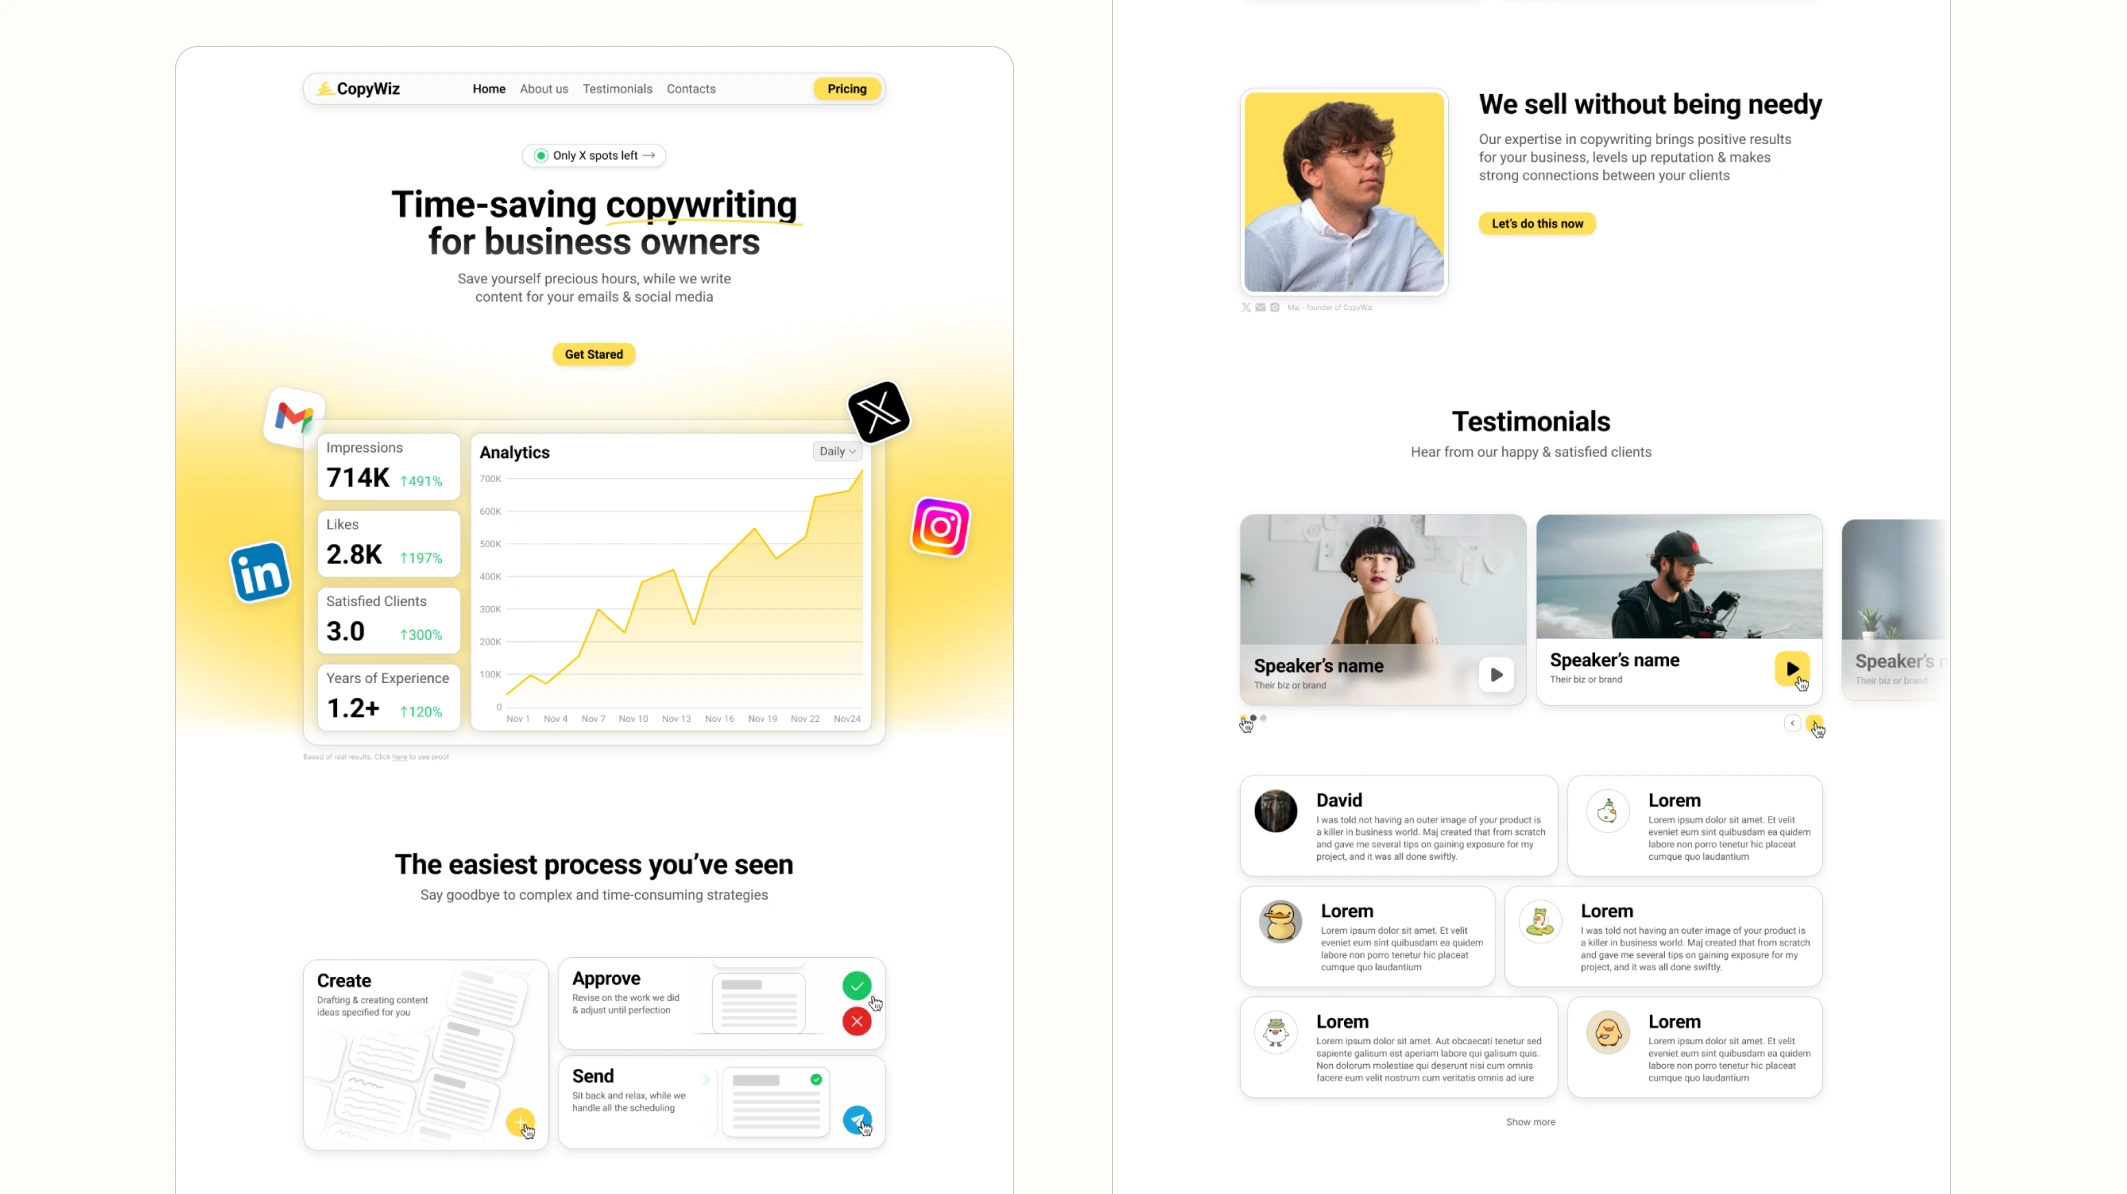 CopyWiz
Home About us Testimonials Contacts
Pricing
Only X spots left →
Time-saving copywriting
for business owners
Save yourself precious hours, while we write
content for your emails & social media
Get Stared
Impressions
714K ↑491%
Likes
2.8K ↑197%
Satisfied Clients
3.0 ↑300%
Years of Experience
1.2+ ↑120%
Analytics
Daily
700K
600K
500K
400K
300K
200K
100K
0
Nov 1 Nov 4 Nov 7 Nov 10 Nov 13 Nov 16 Nov 19 Nov 22 Nov24
in
Based of real results. Click here to see proof
The easiest process you've seen
Say goodbye to complex and time-consuming strategies
Create
Drafting & creating content
ideas specified for you
Approve
Revise on the work we did
& adjust until perfection
Send
Sit back and relax, while we
handle all the scheduling
We sell without being needy
Our expertise in copywriting brings positive results
for your business, levels up reputation & makes
strong connections between your clients
Let's do this now
Maj - founder of CopyWiz
Testimonials
Hear from our happy & satisfied clients
Speaker's name
Their biz or brand
Speaker's name
Their biz or brand
Speaker's n
Their biz or brand
David
I was told not having an outer image of your product is
a killer in business world. Maj created that from scratch
and gave me several tips on gaining exposure for my
project, and it was all done swiftly.
Lorem
Lorem ipsum dolor sit amet. Et velit
eveniet eum sint quibusdam ea quidem
labore non porro tenetur hic placeat
cumque quo laudantium
Lorem
Lorem ipsum dolor sit amet. Et velit
eveniet eum sint quibusdam ea quidem
labore non porro tenetur hic placeat
cumque quo laudantium
Lorem
I was told not having an outer image of your product is
a killer in business world. Maj created that from scratch
and gave me several tips on gaining exposure for my
project, and it was all done swiftly.
Lorem
Lorem ipsum dolor sit amet. Aut obcaecati tenetur sed
sapiente galisum est aperiam labore qui galisum quis.
Non dolorum molestiae qui deserunt nisi cum omnis
facere eum velit nostrum cum veritatis omnis ad iure
Lorem
Lorem ipsum dolor sit amet. Et velit
eveniet eum sint quibusdam ea quidem
labore non porro tenetur hic placeat
cumque quo laudantium
Show more